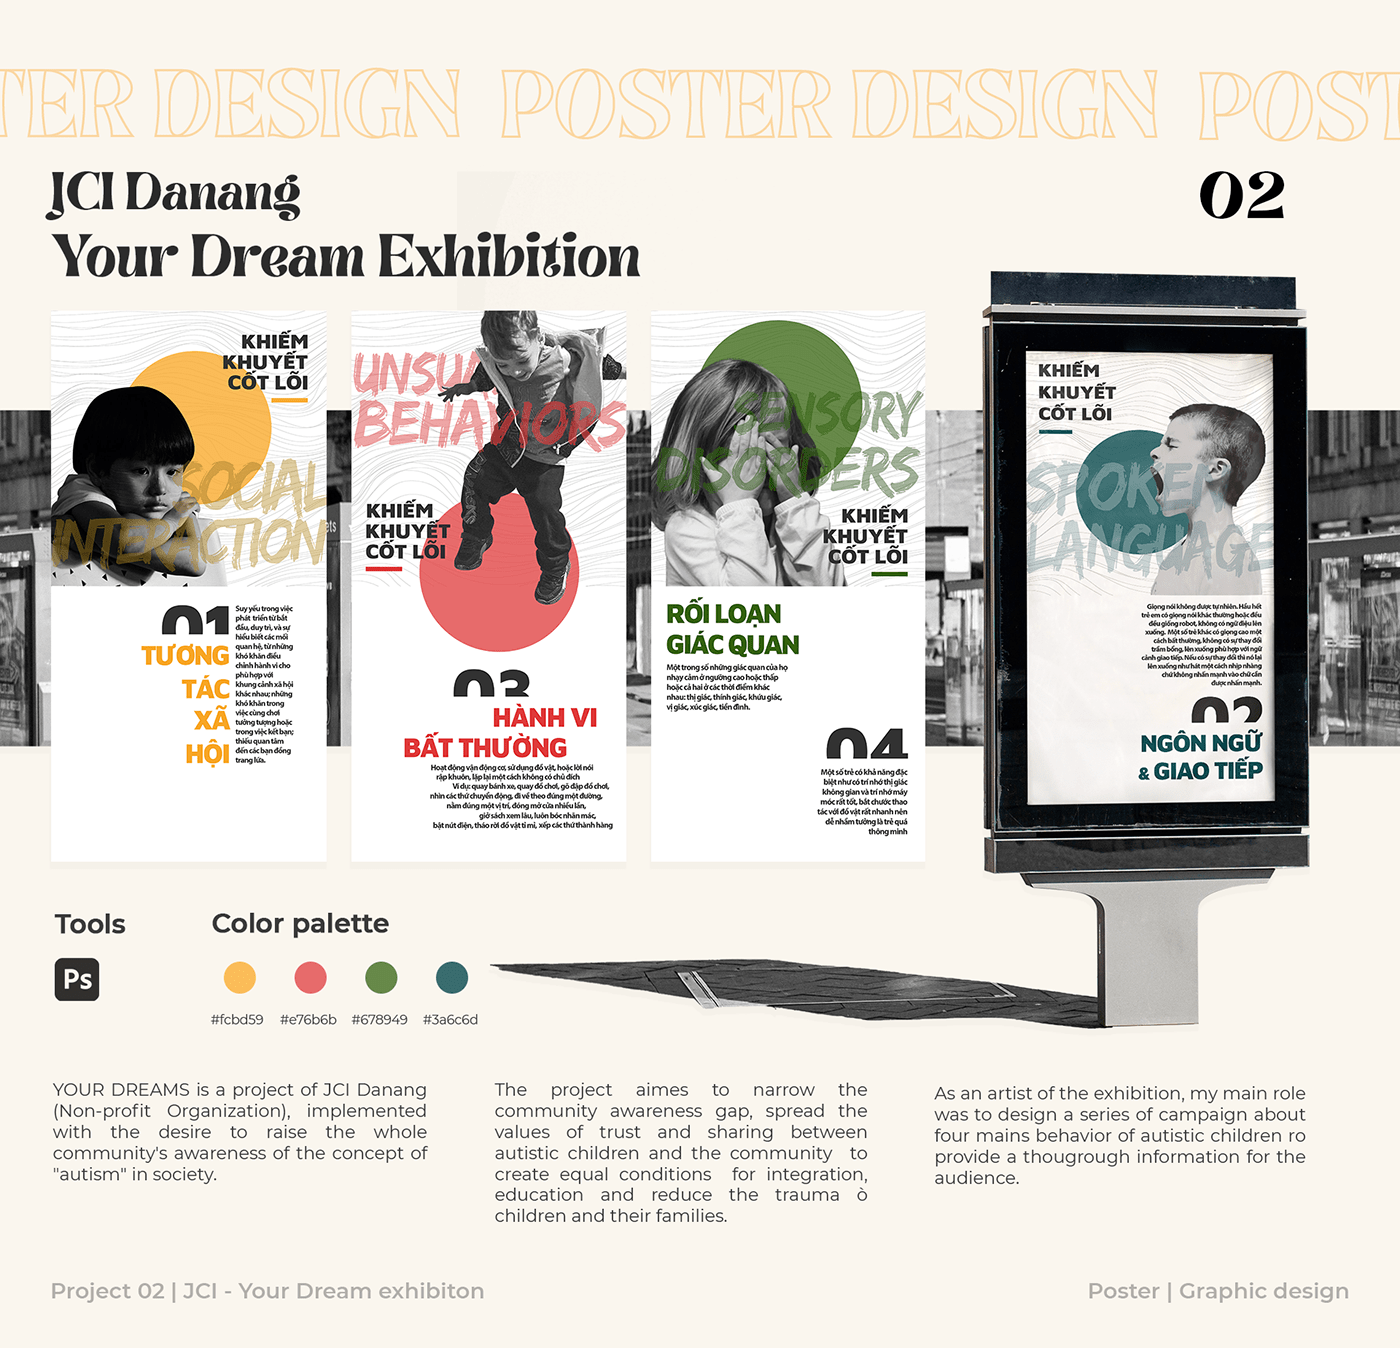 TER DESIGN POSTER DESIGN POST
JCI Danang
Your Dream Exhibition
02
KHIẾM
KHUYẾT
CỐT LÕI
SOCIAL
INTERACTION
01
TƯƠNG
TÁC
XÃ
HỘI
Suy yếu trong việc
phát triển từ bắt
đầu, duy trì, và sự
hiểu biết các mối
quan hệ, từ những
khó khăn điều
chỉnh hành vi cho
phù hợp với
khung cảnh xã hội
khác nhau; những
khó khăn trong
việc cùng chơi
tưởng tượng hoặc
trong việc kết bạn;
thiếu quan tâm
đến các bạn đồng
trang lứa.
UNSU
BEHAVIORS
KHIẾM
KHUYẾT
CỐT LÕI
03
HÀNH VI
BẤT THƯỜNG
Hoạt động vận động cơ, sử dụng đồ vật, hoặc lời nói
rập khuôn, lặp lại một cách không có chủ đích
Ví dụ: quay bánh xe, quay đồ chơi, gõ đập đồ chơi,
nhìn các thứ chuyển động, đi về theo đúng một đường,
nằm đúng một vị trí, đóng mở cửa nhiều lần,
giở sách xem lâu, luôn bóc nhãn mác,
bật nút điện, tháo rời đồ vật tỉ mỉ, xếp các thứ thành hàng
SENSORY
DISORDERS
KHIẾM
KHUYẾT
CỐT LÕI
RỐI LOẠN
GIÁC QUAN
Một trong số những giác quan của họ
nhạy cảm ở ngưỡng cao hoặc thấp
hoặc cả hai ở các thời điểm khác
nhau: thị giác, thính giác, khứu giác,
vị giác, xúc giác, tiền đình.
04
Một số trẻ có khả năng đặc
biệt như có trí nhớ thị giác
không gian và trí nhớ máy
móc rất tốt, bắt chước thao
tác với đồ vật rất nhanh nên
dễ nhầm tưởng là trẻ quá
thông minh
KHIẾM
KHUYẾT
CỐT LÕI
SPOKEN
LANGUAGE
Giọng nói không được tự nhiên. Hầu hết
trẻ em có giọng nói khác thường hoặc đều
đều giống robot, không có ngữ điệu lên
xuống. Một số trẻ khác có giọng cao một
cách bất thường, không có sự thay đổi
trầm bổng, lên xuống phù hợp với ngữ
cảnh giao tiếp. Nếu có sự thay đổi thì nó lại
lên xuống như hát một cách nhịp nhàng
chứ không nhấn mạnh vào chữ cần
được nhấn mạnh.
02
NGÔN NGỮ
& GIAO TIẾP
Tools
Ps
Color palette
#fcbd59 #e76b6b #678949 #3a6c6d
YOUR DREAMS is a project of JCI Danang
(Non-profit Organization), implemented
with the desire to raise the whole
community's awareness of the concept of
"autism" in society.
The project aimes to narrow the
community awareness gap, spread the
values of trust and sharing between
autistic children and the community to
create equal conditions for integration,
education and reduce the trauma ò
children and their families.
As an artist of the exhibition, my main role
was to design a series of campaign about
four mains behavior of autistic children ro
provide a thougrough information for the
audience.
Project 02 | JCI - Your Dream exhibiton
Poster | Graphic design